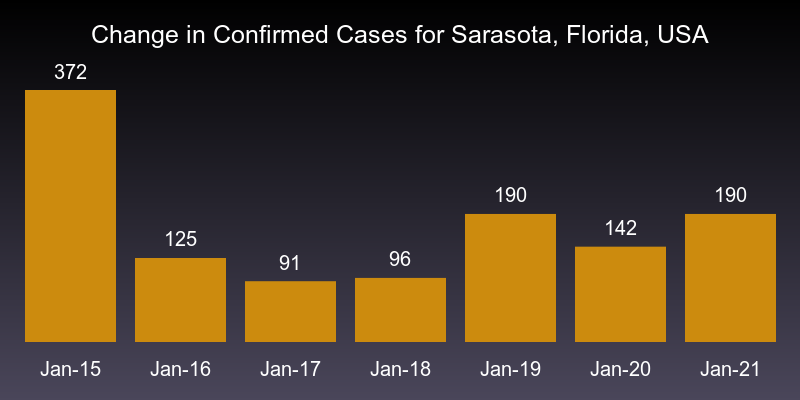 Change in Confirmed Cases for Sarasota, Florida, USA
372
125
91
96
190
142
190
Jan-15
Jan-16
Jan-17
Jan-18
Jan-19
Jan-20
Jan-21